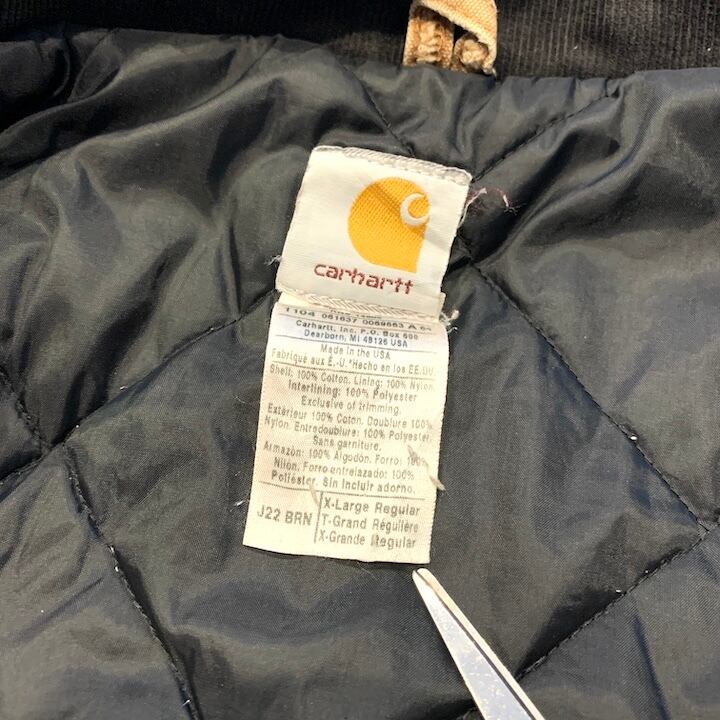 carhartt
1104 061637 0069663 A
Carhartt, Inc. P.O. Box 600
Dearborn, MI 48126 USA
Made in the USA
Fabriqué aux É.-U.*Hecho en los EE.UU.
Shell: 100% Cotton. Lining: 100% Nylon.
Interlining: 100% Polyester
Exclusive of trimming.
Extérieur 100% Coton. Doublure 100%
Nylon. Entredoublure: 100% Polyester.
Sans garniture.
Armazón: 100% Algodón. Forro: 100%
Nilón. Forro entrelazado: 100%
Poliéster. Sin incluir adorno.
J22 BRN
X-Large Regular
T-Grand Régulière
X-Grande Regular